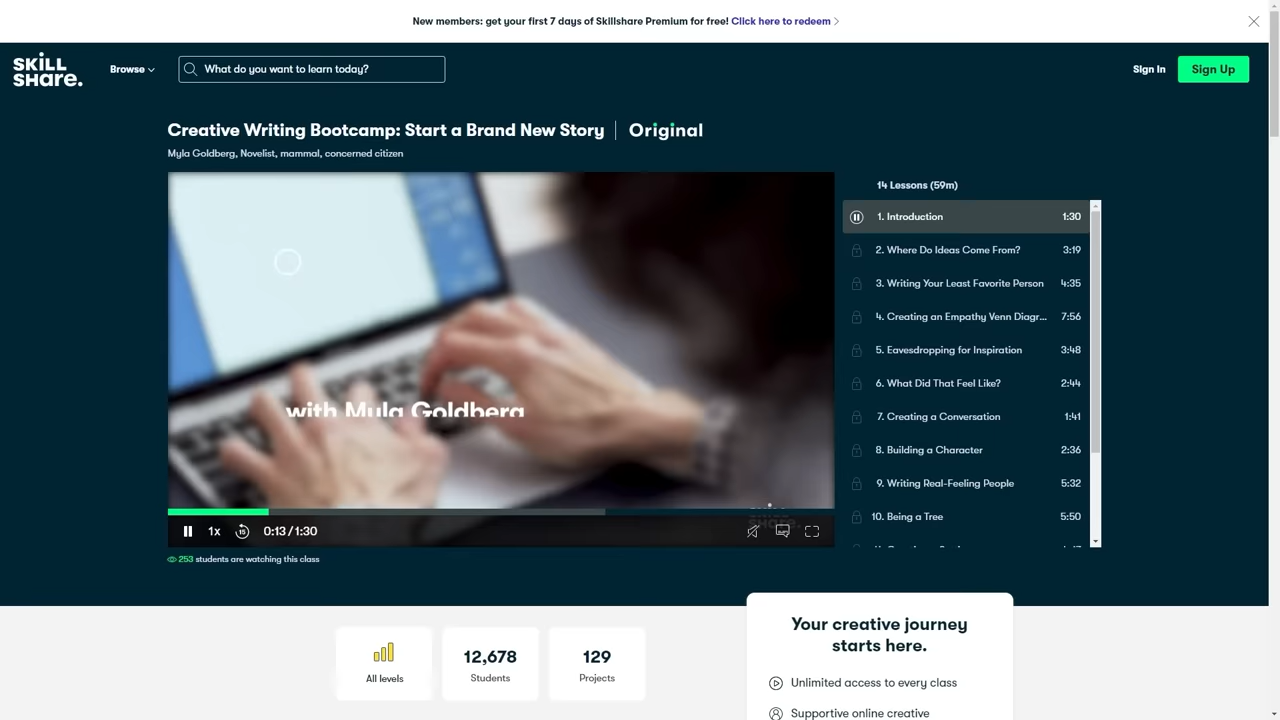 New members: get your first 7 days of Skillshare Premium for free! Click here to redeem
SKILL
SHARE.
Browse
What do you want to learn today?
Sign In
Sign Up
Creative Writing Bootcamp: Start a Brand New Story
Original
Myla Goldberg, Novelist, mammal, concerned citizen
with Myla Goldberg
14 Lessons (59m)
1. Introduction 1:30
2. Where Do Ideas Come From? 3:19
3. Writing Your Least Favorite Person 4:35
4. Creating an Empathy Venn Diagr... 7:56
5. Eavesdropping for Inspiration 3:48
6. What Did That Feel Like? 2:44
7. Creating a Conversation 1:41
8. Building a Character 2:36
9. Writing Real-Feeling People 5:32
10. Being a Tree 5:50
1x
15
0:13 / 1:30
253 students are watching this class
All levels
12,678
Students
129
Projects
Your creative journey
starts here.
Unlimited access to every class
Supportive online creative